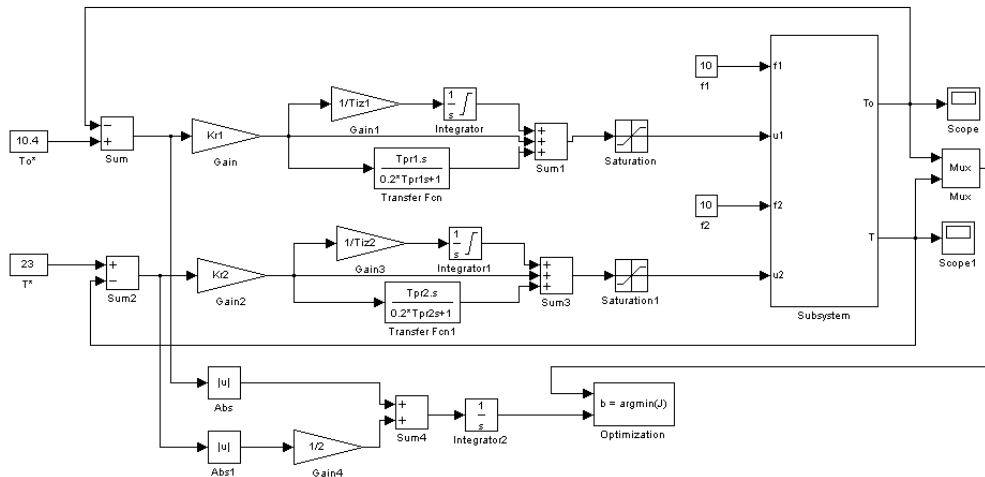 10.4
To*
Sum
Kr1
Gain
1/Tiz1
Gain1
1
s
Integrator
Tpr1.s
0.2*Tpr1s+1
Transfer Fcn
Sum1
Saturation
10
f1
f1
u1
10
f2
f2
u2
To
T
Subsystem
Scope
Mux
Mux
Scope1
23
T*
Sum2
Kr2
Gain2
1/Tiz2
Gain3
1
s
Integrator1
Tpr2.s
0.2*Tpr2s+1
Transfer Fcn1
Sum3
Saturation1
|u|
Abs
|u|
Abs1
1/2
Gain4
Sum4
1
s
Integrator2
b = argmin(J)
Optimization